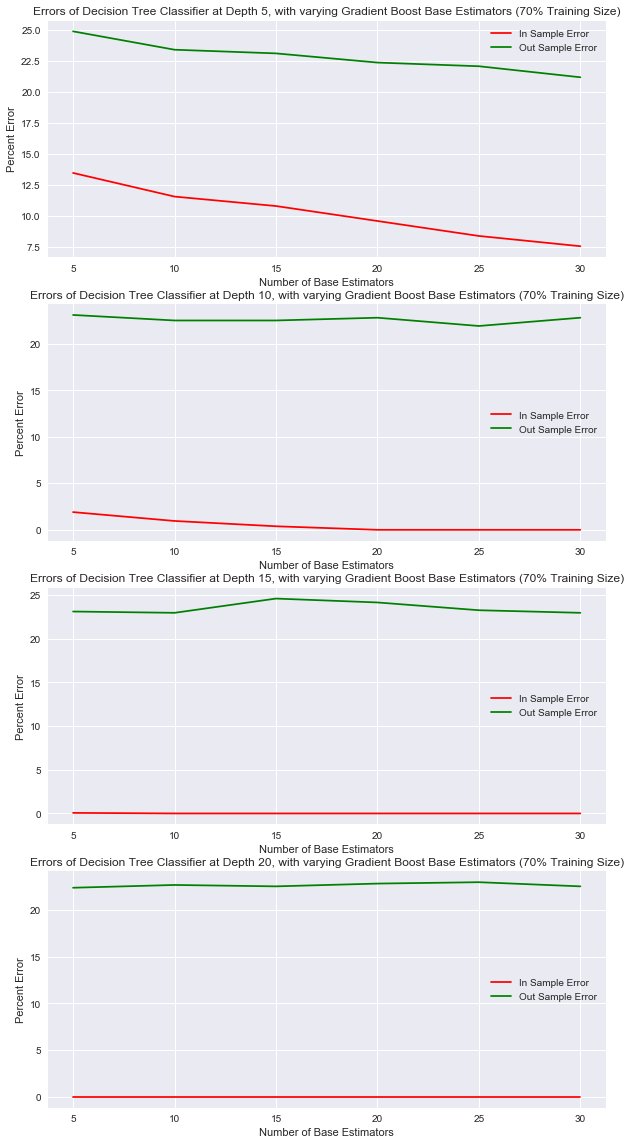 Errors of Decision Tree Classifier at Depth 5, with varying Gradient Boost Base Estimators (70% Training Size)
25.0
22.5
20.0
17.5
15.0
12.5
10.0
7.5
Percent Error
In Sample Error
Out Sample Error
5 10 15 20 25 30
Number of Base Estimators
Errors of Decision Tree Classifier at Depth 10, with varying Gradient Boost Base Estimators (70% Training Size)
20
15
10
5
0
Percent Error
In Sample Error
Out Sample Error
5 10 15 20 25 30
Number of Base Estimators
Errors of Decision Tree Classifier at Depth 15, with varying Gradient Boost Base Estimators (70% Training Size)
25
20
15
10
5
0
Percent Error
In Sample Error
Out Sample Error
5 10 15 20 25 30
Number of Base Estimators
Errors of Decision Tree Classifier at Depth 20, with varying Gradient Boost Base Estimators (70% Training Size)
20
15
10
5
0
Percent Error
In Sample Error
Out Sample Error
5 10 15 20 25 30
Number of Base Estimators